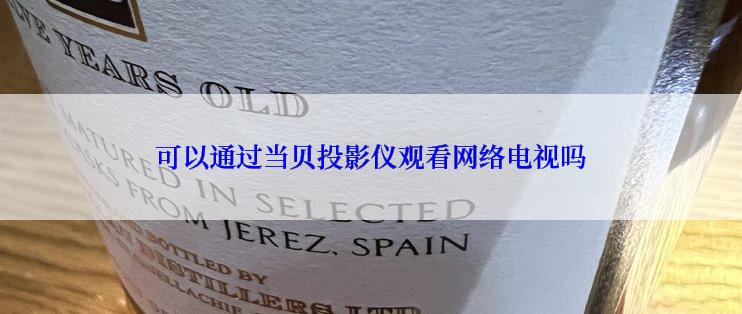 LVE YEARS OLD
可以通过当贝投影仪观看网络电视吗
MATURED IN SELECTED
CASKS FROM JEREZ, SPAIN
BOTTLED BY
DISTILLERS LTD